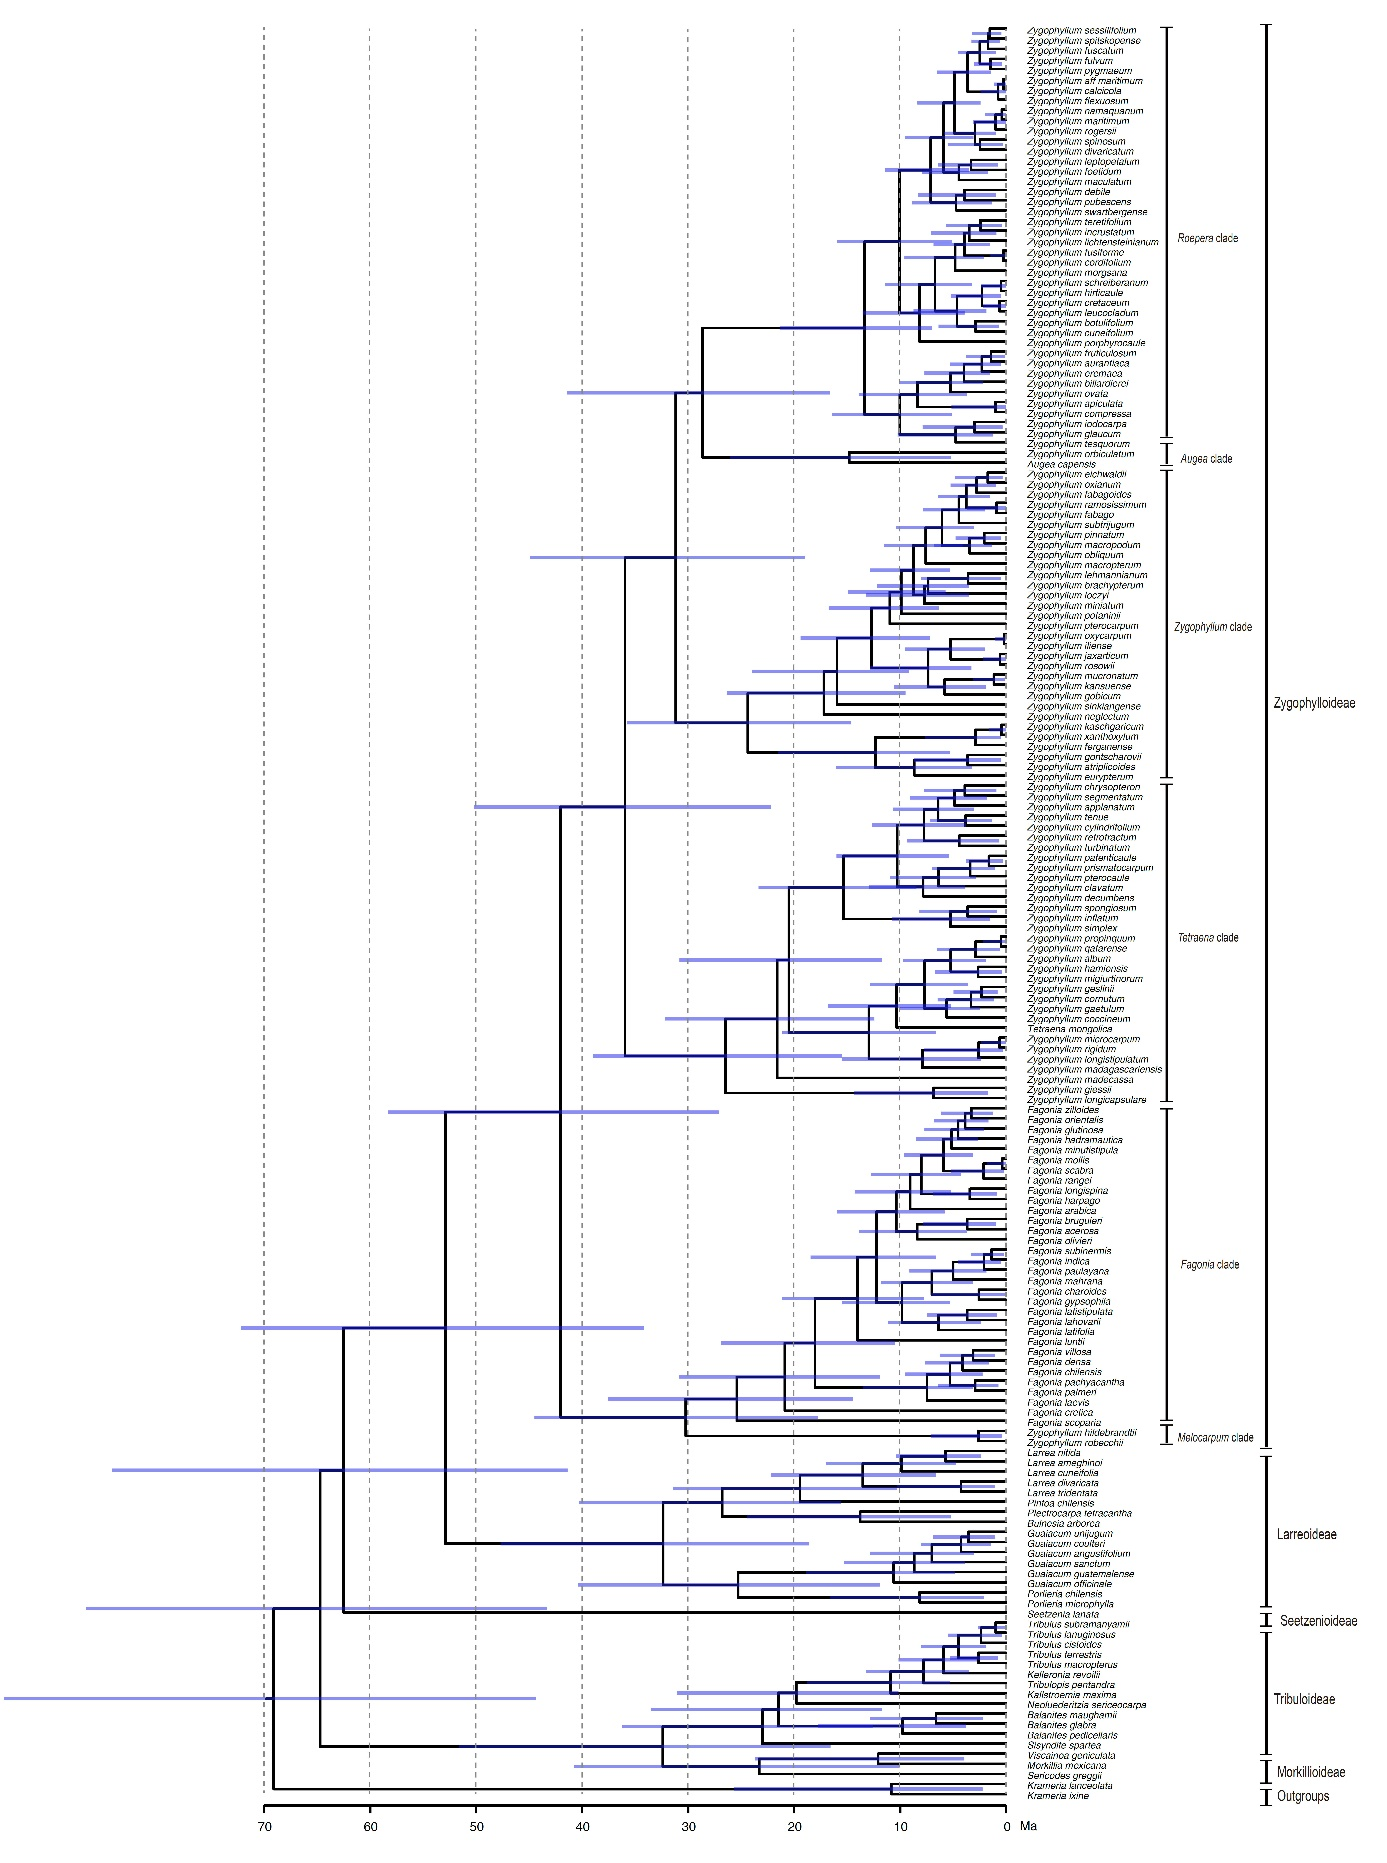 Zygophyllum sessilifolium
Zygophyllum spitskopense
Zygophyllum fuscatum
Zygophyllum fulvum
Zygophyllum pygmaeum
Zygophyllum aff maritimum
Zygophyllum calcicola
Zygophyllum flexuosum
Zygophyllum namaquanum
Zygophyllum maritimum
Zygophyllum rogersii
Zygophyllum spinosum
Zygophyllum divaricatum
Zygophyllum leptopetalum
Zygophyllum foetidum
Zygophyllum maculatum
Zygophyllum debile
Zygophyllum pubescens
Zygophyllum swartbergense
Zygophyllum teretifolium
Zygophyllum incrustatum
Zygophyllum lichtensteinianum
Roepera clade
Zygophyllum fusiforme
Zygophyllum cordifolium
Zygophyllum morgsana
Zygophyllum schreiberanum
Zygophyllum hirticaule
Zygophyllum cretaceum
Zygophyllum leucocladum
Zygophyllum botulifolium
Zygophyllum cuneifolium
Zygophyllum porphyrocaule
Zygophyllum fruticulosum
Zygophyllum aurantiaca
Zygophyllum eremaea
Zygophyllum billardierei
Zygophyllum ovata
Zygophyllum apiculata
Zygophyllum compressa
Zygophyllum iodocarpa
Zygophyllum glaucum
Zygophyllum tesquorum
Zygophyllum orbiculatum
Augea clade
Augea capensis
Zygophyllum eichwaldii
Zygophyllum oxianum
Zygophyllum fabagoides
Zygophyllum ramosissimum
Zygophyllum fabago
Zygophyllum subtrijugum
Zygophyllum pinnatum
Zygophyllum macropodum
Zygophyllum obliquum
Zygophyllum macropterum
Zygophyllum lehmannianum
Zygophyllum brachypterum
Zygophyllum loczyi
Zygophyllum miniatum
Zygophyllum potaninii
Zygophyllum pterocarpum
Zygophyllum clade
Zygophyllum oxycarpum
Zygophyllum iliense
Zygophyllum jaxarticum
Zygophyllum rosowii
Zygophyllum mucronatum
Zygophyllum kansuense
Zygophyllum gobicum
Zygophylloideae
Zygophyllum sinkiangense
Zygophyllum neglectum
Zygophyllum kaschgaricum
Zygophyllum xanthoxylum
Zygophyllum ferganense
Zygophyllum gontscharovii
Zygophyllum atriplicoides
Zygophyllum eurypterum
Zygophyllum chrysopteron
Zygophyllum segmentatum
Zygophyllum applanatum
Zygophyllum tenue
Zygophyllum cylindrifolium
Zygophyllum retrofractum
Zygophyllum turbinatum
Zygophyllum patenticaule
Zygophyllum prismatocarpum
Zygophyllum pterocaule
Zygophyllum clavatum
Zygophyllum decumbens
Zygophyllum spongiosum
Zygophyllum inflatum
Zygophyllum simplex
Zygophyllum propinquum
Tetraena clade
Zygophyllum qatarense
Zygophyllum album
Zygophyllum hamiensis
Zygophyllum migiurtinorum
Zygophyllum geslinii
Zygophyllum cornutum
Zygophyllum gaetulum
Zygophyllum coccineum
Tetraena mongolica
Zygophyllum microcarpum
Zygophyllum rigidum
Zygophyllum longistipulatum
Zygophyllum madagascariensis
Zygophyllum madecassa
Zygophyllum giessii
Zygophyllum longicapsulare
Fagonia zilloides
Fagonia orientalis
Fagonia glutinosa
Fagonia hadramautica
Fagonia minutistipula
Fagonia mollis
Fagonia scabra
Fagonia rangei
Fagonia longispina
Fagonia harpago
Fagonia arabica
Fagonia bruguieri
Fagonia acerosa
Fagonia olivieri
Fagonia subinermis
Fagonia indica
Fagonia clade
Fagonia paulayana
Fagonia mahrana
Fagonia charoides
Fagonia gypsophila
Fagonia latistipulata
Fagonia lahovarii
Fagonia latifolia
Fagonia luntii
Fagonia villosa
Fagonia densa
Fagonia chilensis
Fagonia pachyacantha
Fagonia palmeri
Fagonia laevis
Fagonia cretica
Fagonia scoparia
Zygophyllum hildebrandtii
Melocarpum clade
Zygophyllum robecchii
Larrea nitida
Larrea ameghinoi
Larrea cuneifolia
Larrea divaricata
Larrea tridentata
Pintoa chilensis
Plectrocarpa tetracantha
Bulnesia arborea
Guaiacum unijugum
Larreoideae
Guaiacum coulteri
Guaiacum angustifolium
Guaiacum sanctum
Guaiacum guatemalense
Guaiacum officinale
Porlieria chilensis
Porlieria microphylla
Seetzenia lanata
Seetzenioideae
Tribulus subramanyamii
Tribulus lanuginosus
Tribulus cistoides
Tribulus terrestris
Tribulus macropterus
Kelleronia revoilii
Tribulopis pentandra
Kallstroemia maxima
Tribuloideae
Neoluederitzia sericeocarpa
Balanites maughamii
Balanites glabra
Balanites pedicellaris
Sisyndite spartea
Viscainoa geniculata
Morkillia mexicana
Morkillioideae
Sericodes greggii
Krameria lanceolata
Krameria ixine
Outgroups
70 60 50 40 30 20 10 0 Ma